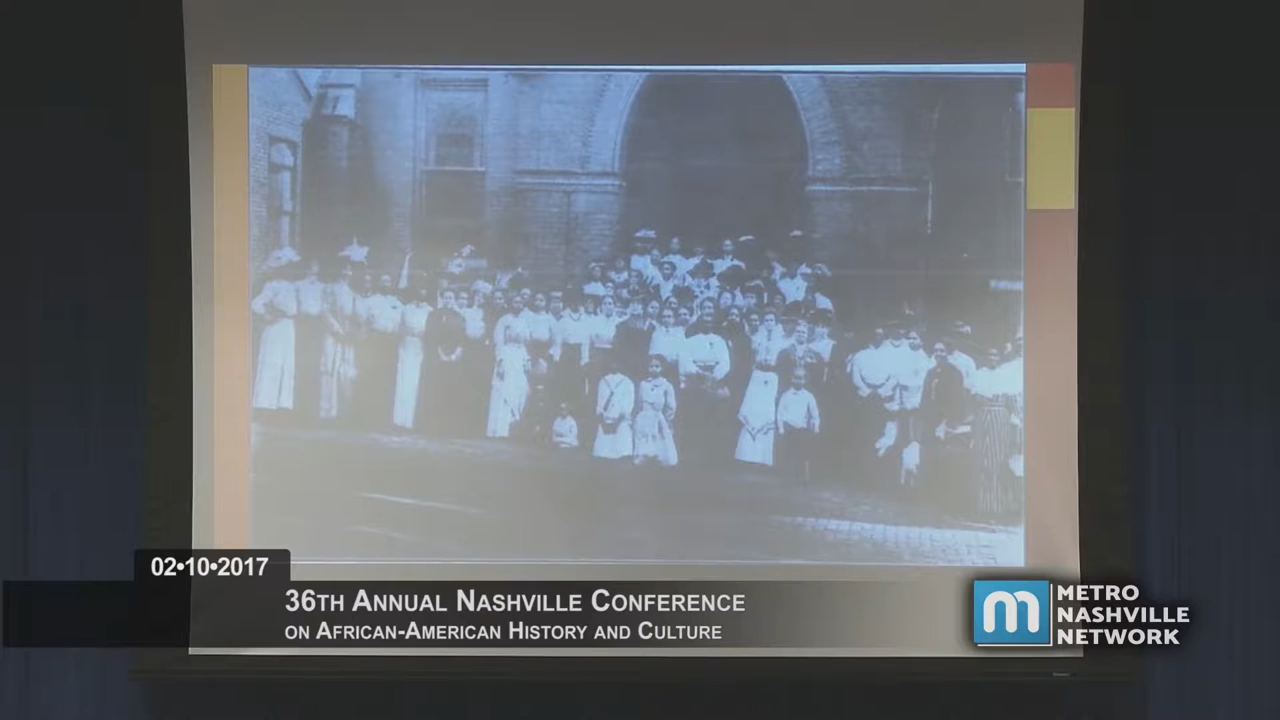 02•10•2017
36TH ANNUAL NASHVILLE CONFERENCE
ON AFRICAN-AMERICAN HISTORY AND CULTURE
m
METRO
NASHVILLE
NETWORK